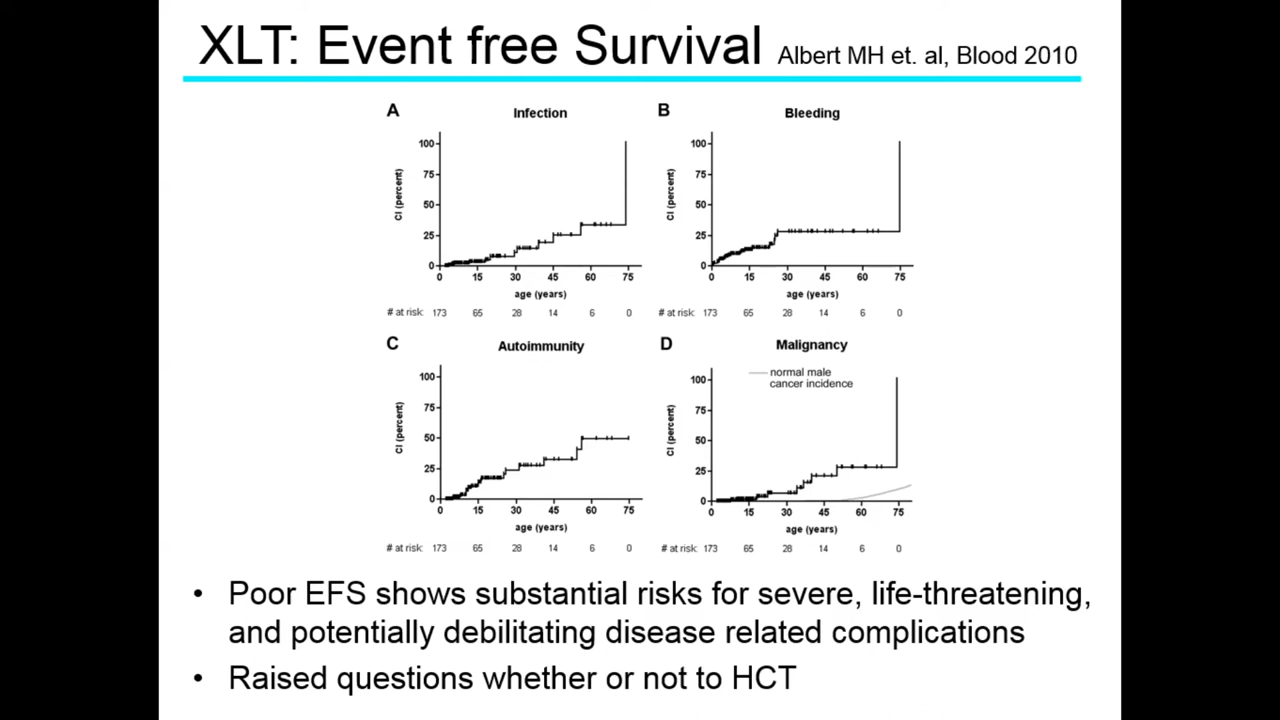 XLT: Event free Survival Albert MH et. al, Blood 2010
A Infection
CI (percent)
100
75
50
25
0
0 15 30 45 60 75
age (years)
# at risk: 173 65 28 14 6 0
B Bleeding
CI (percent)
100
75
50
25
0
0 15 30 45 60 75
age (years)
# at risk: 173 65 28 14 6 0
C Autoimmunity
CI (percent)
100
75
50
25
0
0 15 30 45 60 75
age (years)
# at risk: 173 65 28 14 6 0
D Malignancy
normal male
cancer incidence
CI (percent)
100
75
50
25
0
0 15 30 45 60 75
age (years)
# at risk: 173 65 28 14 6 0
• Poor EFS shows substantial risks for severe, life-threatening,
and potentially debilitating disease related complications
• Raised questions whether or not to HCT